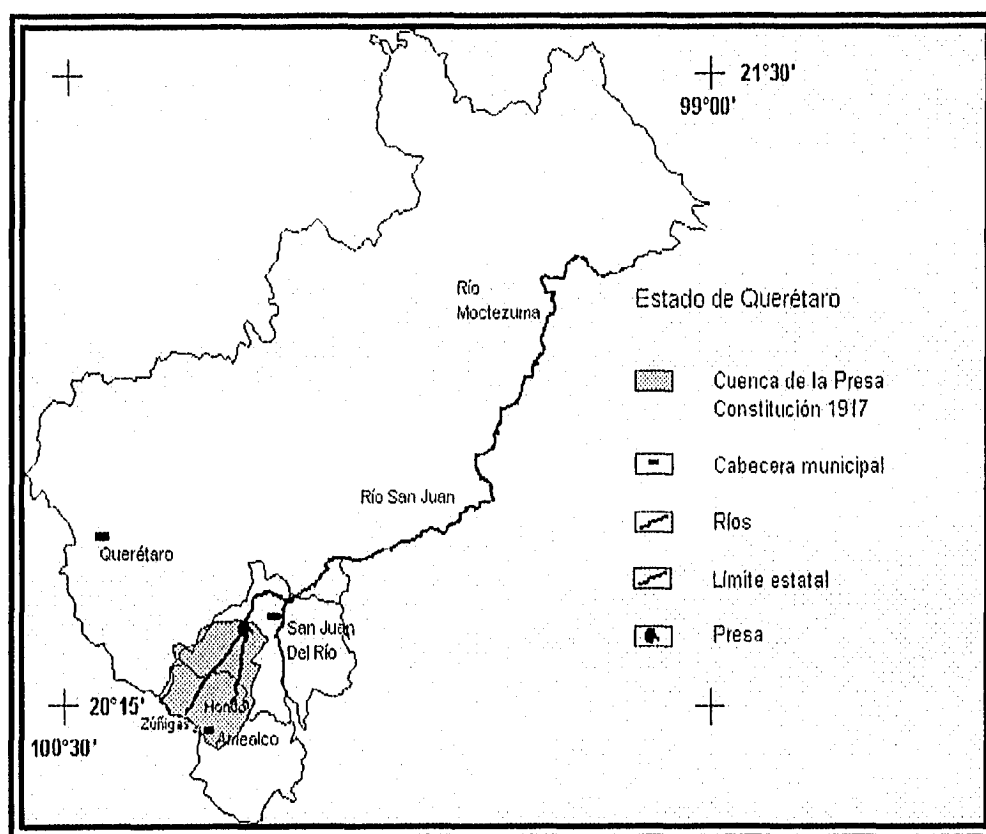 21°30'
99°00'
Río
Moctezuma
Estado de Querétaro
Cuenca de la Presa
Constitución 1917
Cabecera municipal
Río San Juan
Ríos
Querétaro
Límite estatal
San Juan
Del Río
Presa
Hondo
20°15'
Zúñigas
Amealco
100°30'